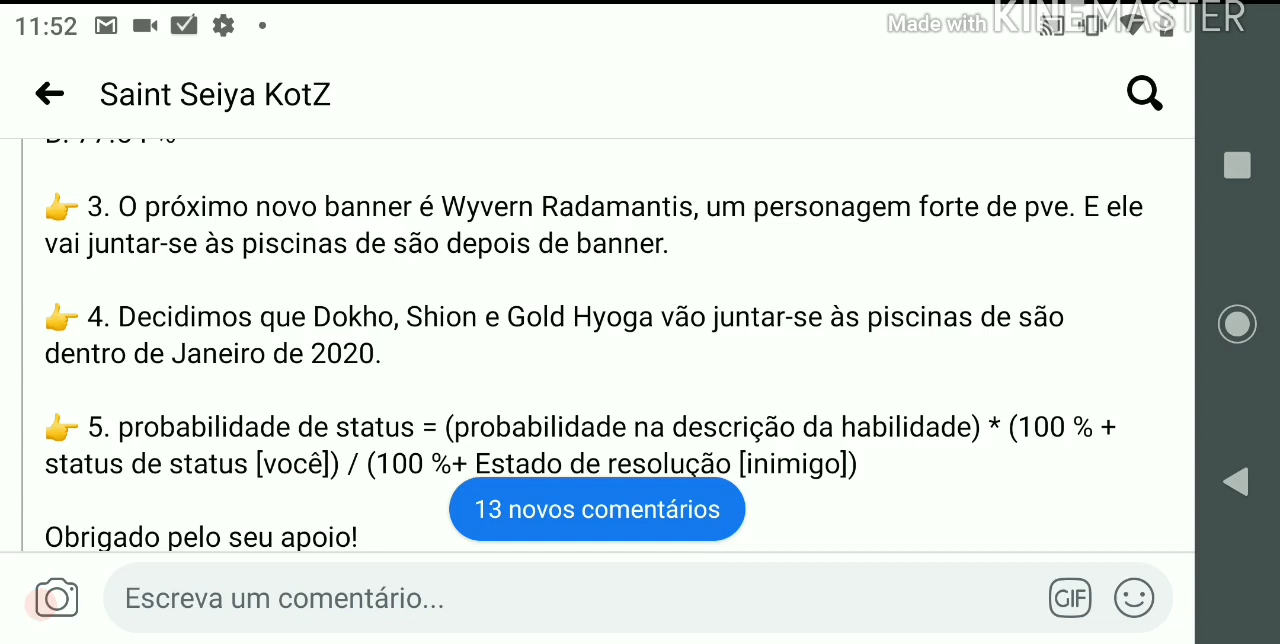 11:52
Made with KINEMASTER
Saint Seiya KotZ
👉 3. O próximo novo banner é Wyvern Radamantis, um personagem forte de pve. E ele
vai juntar-se às piscinas de são depois de banner.
👉 4. Decidimos que Dokho, Shion e Gold Hyoga vão juntar-se às piscinas de são
dentro de Janeiro de 2020.
👉 5. probabilidade de status = (probabilidade na descrição da habilidade) * (100 % +
status de status [você]) / (100 %+ Estado de resolução [inimigo])
13 novos comentários
Obrigado pelo seu apoio!
Escreva um comentário...
GIF